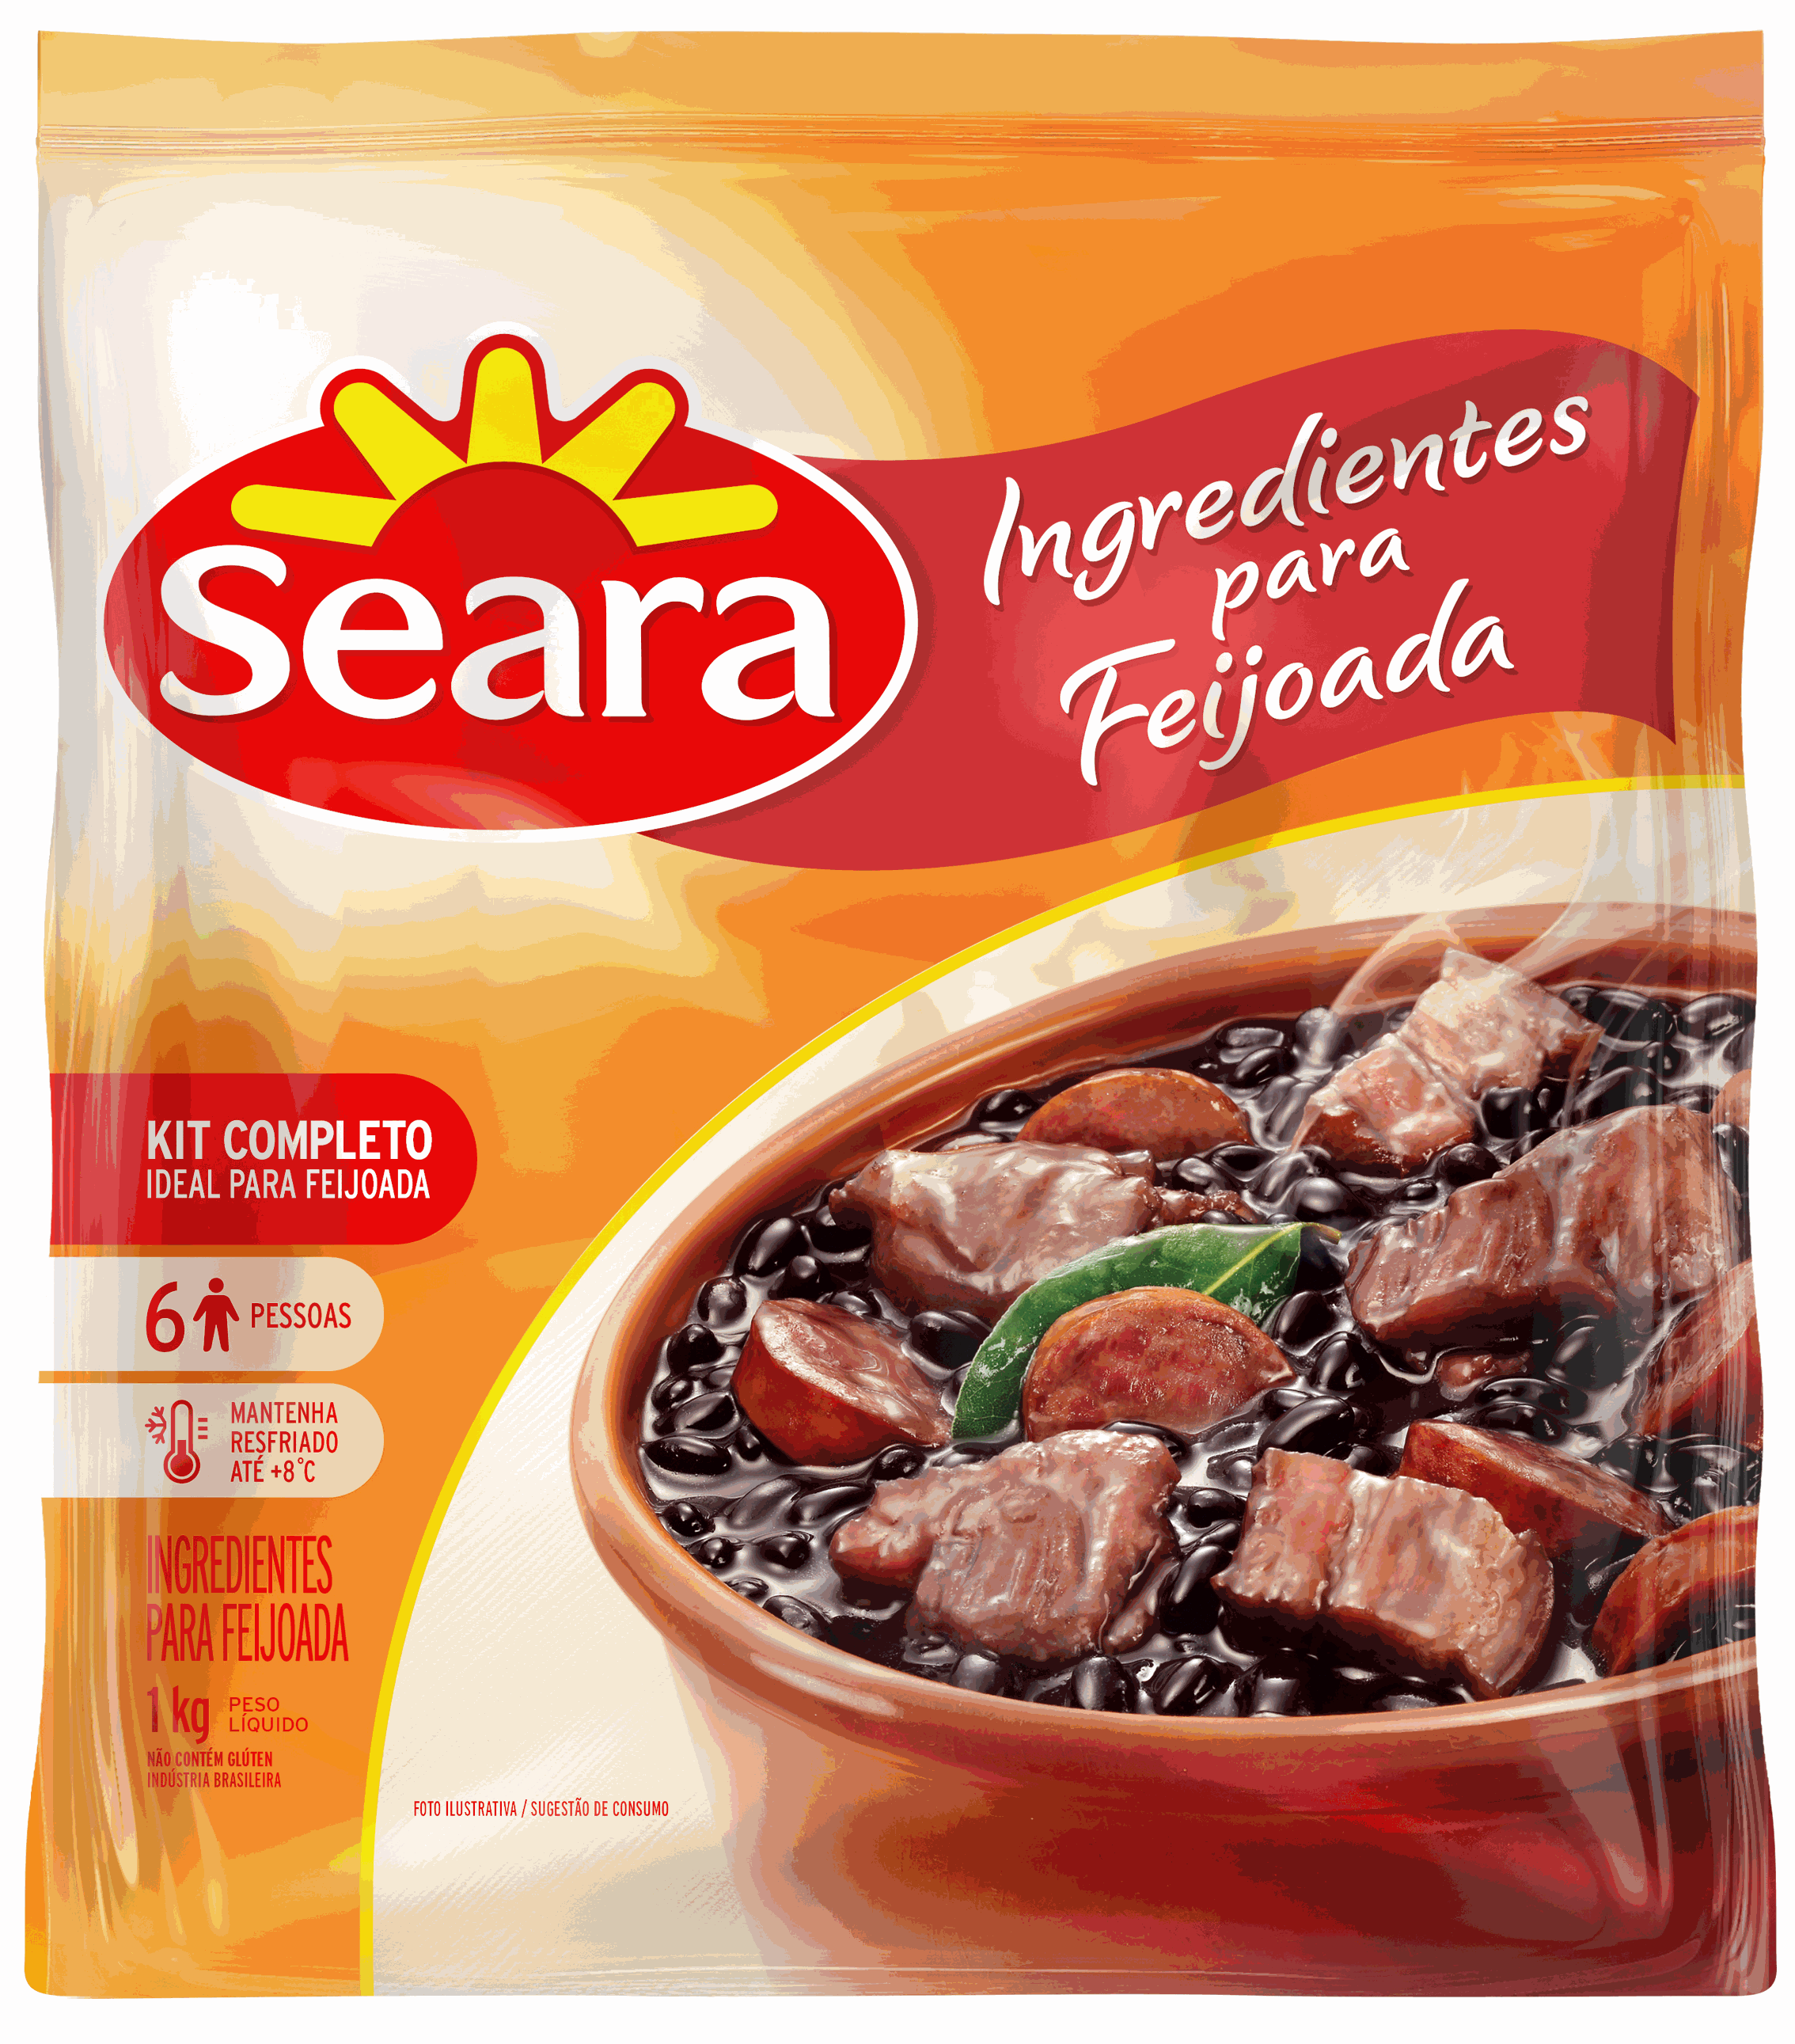 Seara
Ingredientes
para
Feijoada
KIT COMPLETO
IDEAL PARA FEIJOADA
6 PESSOAS
MANTENHA
RESFRIADO
ATÉ +8°C
INGREDIENTES
PARA FEIJOADA
1 kg PESO
LÍQUIDO
NÃO CONTÉM GLÚTEN
INDÚSTRIA BRASILEIRA
FOTO ILUSTRATIVA / SUGESTÃO DE CONSUMO